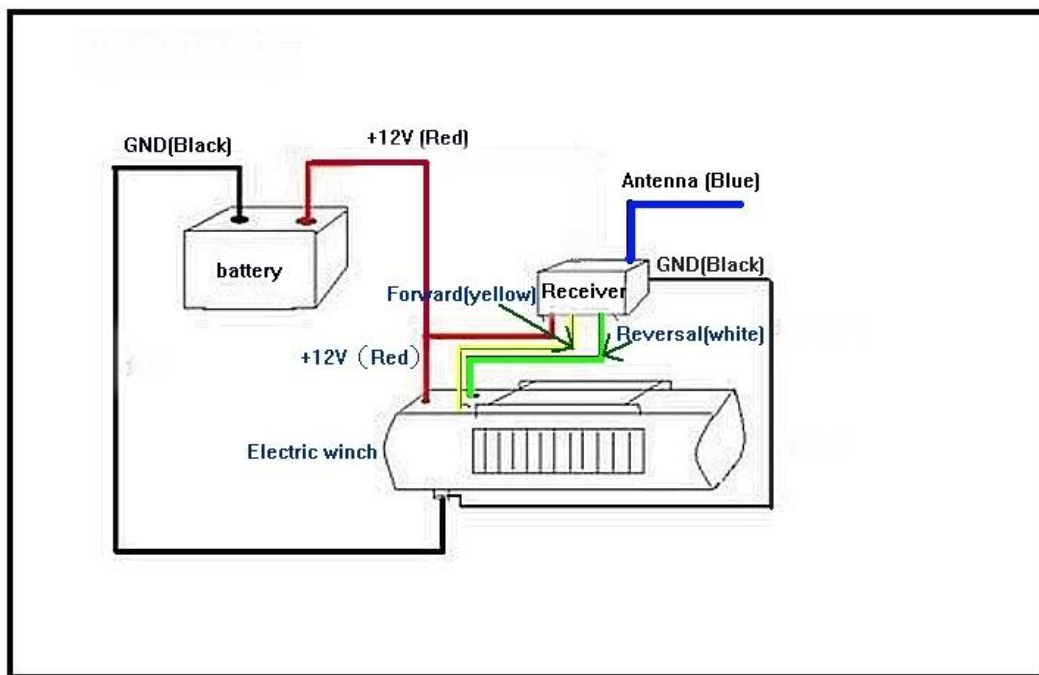 GND(Black)
+12V (Red)
Antenna (Blue)
battery
GND(Black)
Forward(yellow)
Receiver
Reversal(white)
+12V（Red）
Electric winch